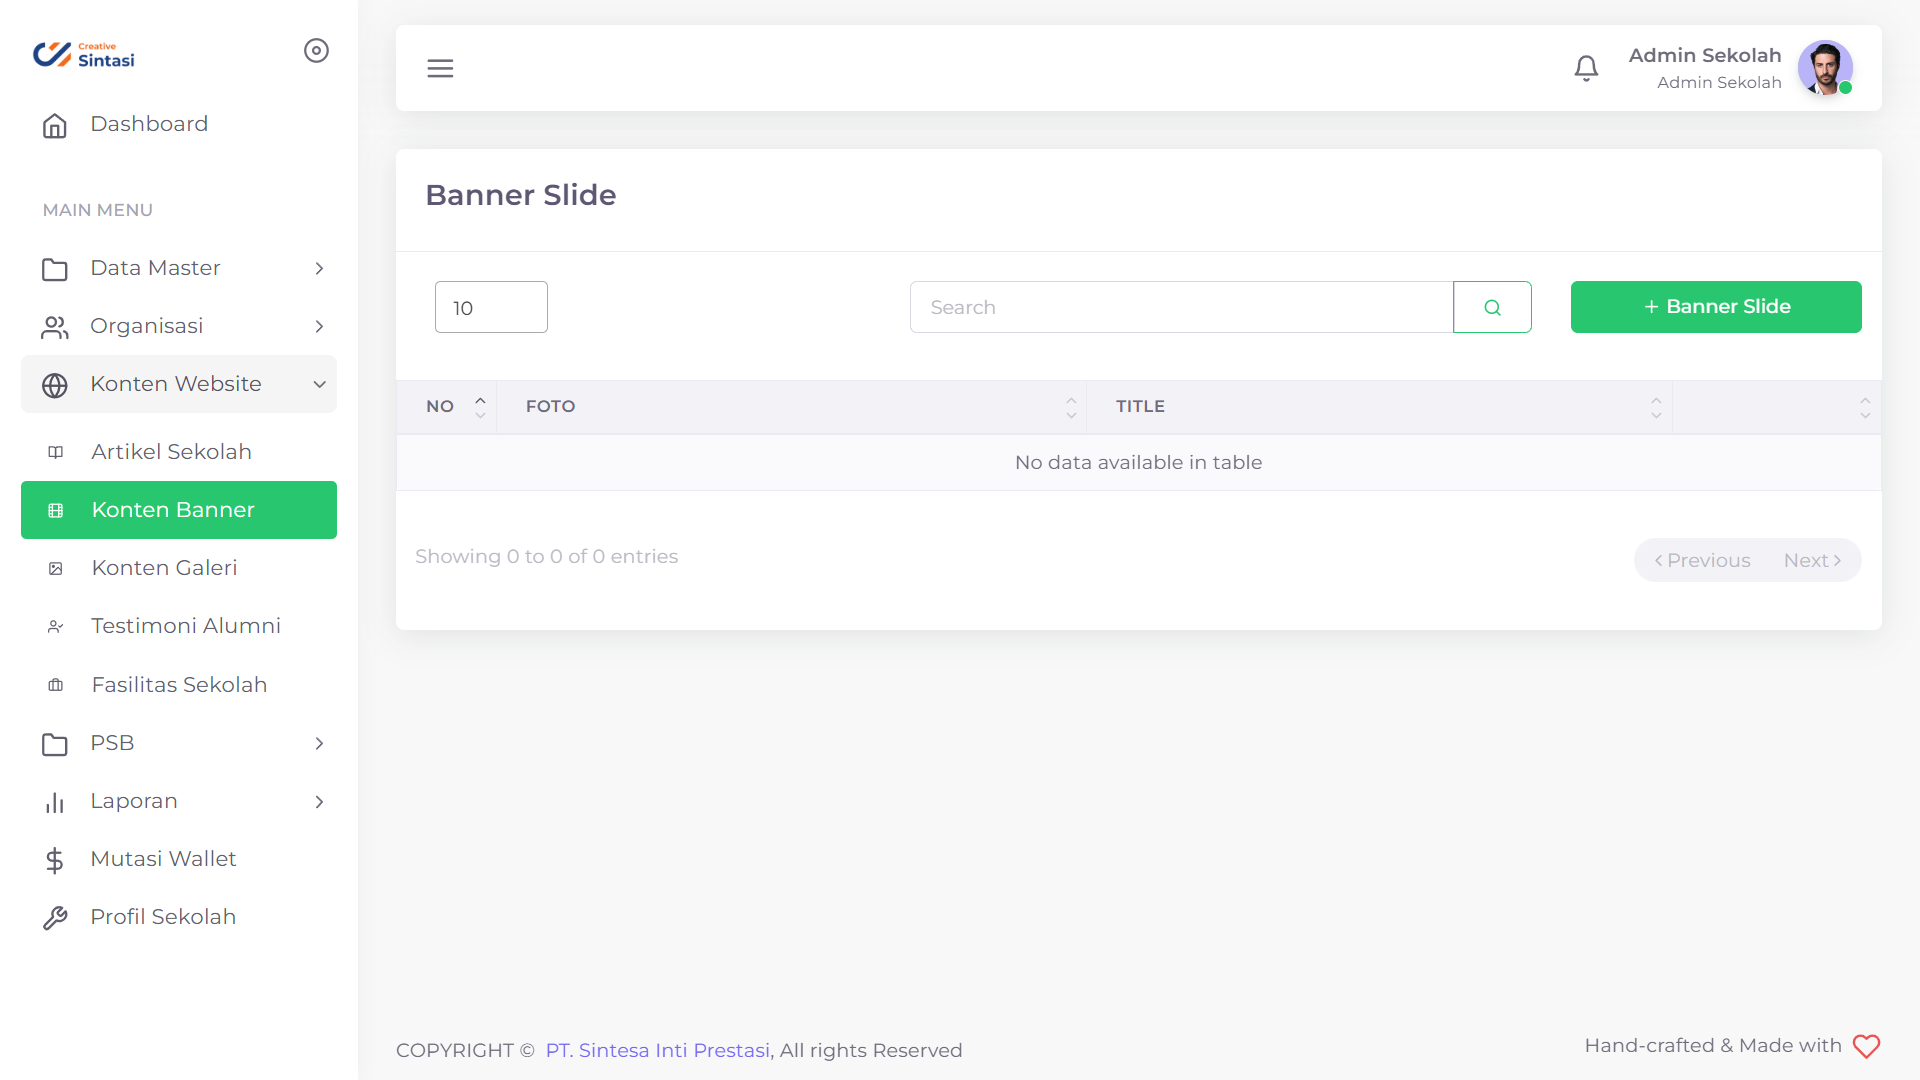 Creative
Sintasi
Dashboard
MAIN MENU
Data Master
Organisasi
Konten Website
Artikel Sekolah
Konten Banner
Konten Galeri
Testimoni Alumni
Fasilitas Sekolah
PSB
Laporan
Mutasi Wallet
Profil Sekolah
Admin Sekolah
Admin Sekolah
Banner Slide
10
Search
+ Banner Slide
NO FOTO TITLE
No data available in table
Showing 0 to 0 of 0 entries
Previous Next
COPYRIGHT © PT. Sintesa Inti Prestasi, All rights Reserved
Hand-crafted & Made with